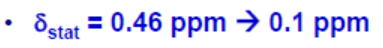 • δstat = 0.46 ppm → 0.1 ppm